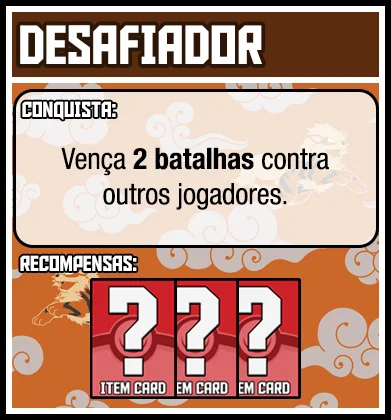 DESAFIADOR
CONQUISTA:
Vença 2 batalhas contra
outros jogadores.
RECOMPENSAS:
? ? ?
ITEM CARD EM CARD EM CARD